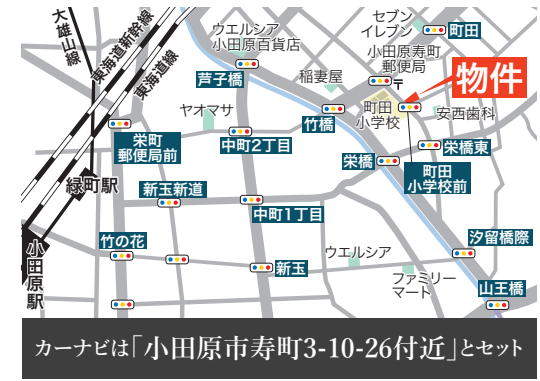 大雄山線
東海道新幹線
東海道線
ウエルシア
小田原百貨店
セブン
イレブン
町田
小田原寿町
郵便局
〒
物件
芦子橋
稲妻屋
ヤオマサ
竹橋
町田
小学校
安西歯科
栄町
郵便局前
中町2丁目
栄橋
栄橋東
町田
小学校前
緑町駅
新玉新道
中町1丁目
竹の花
小田原駅
新玉
ウエルシア
汐留橋際
ファミリー
マート
山王橋
カーナビは「小田原市寿町3-10-26付近」とセット